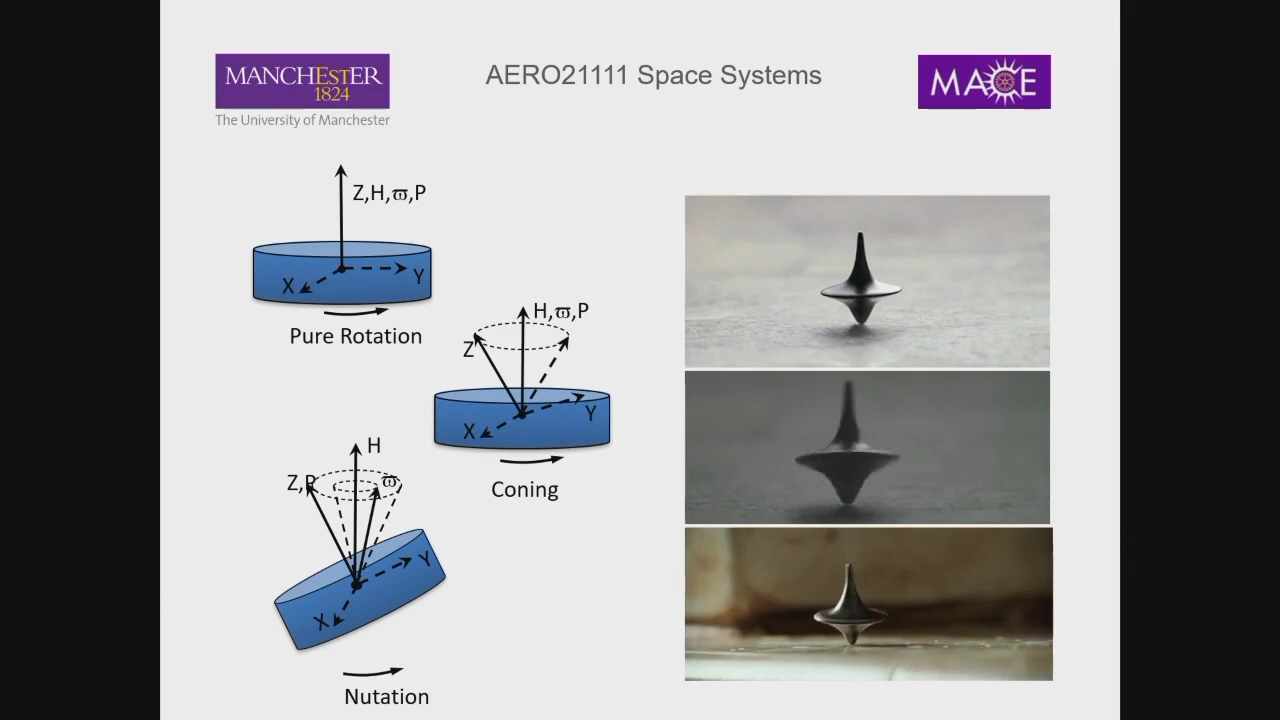 MANCHEstER
1824
The University of Manchester
AERO21111 Space Systems
MACE
Z,H,ϖ,P
X
Y
Pure Rotation
H,ϖ,P
Z
Y
X
Coning
H
Z,P
ϖ
Y
X
Nutation